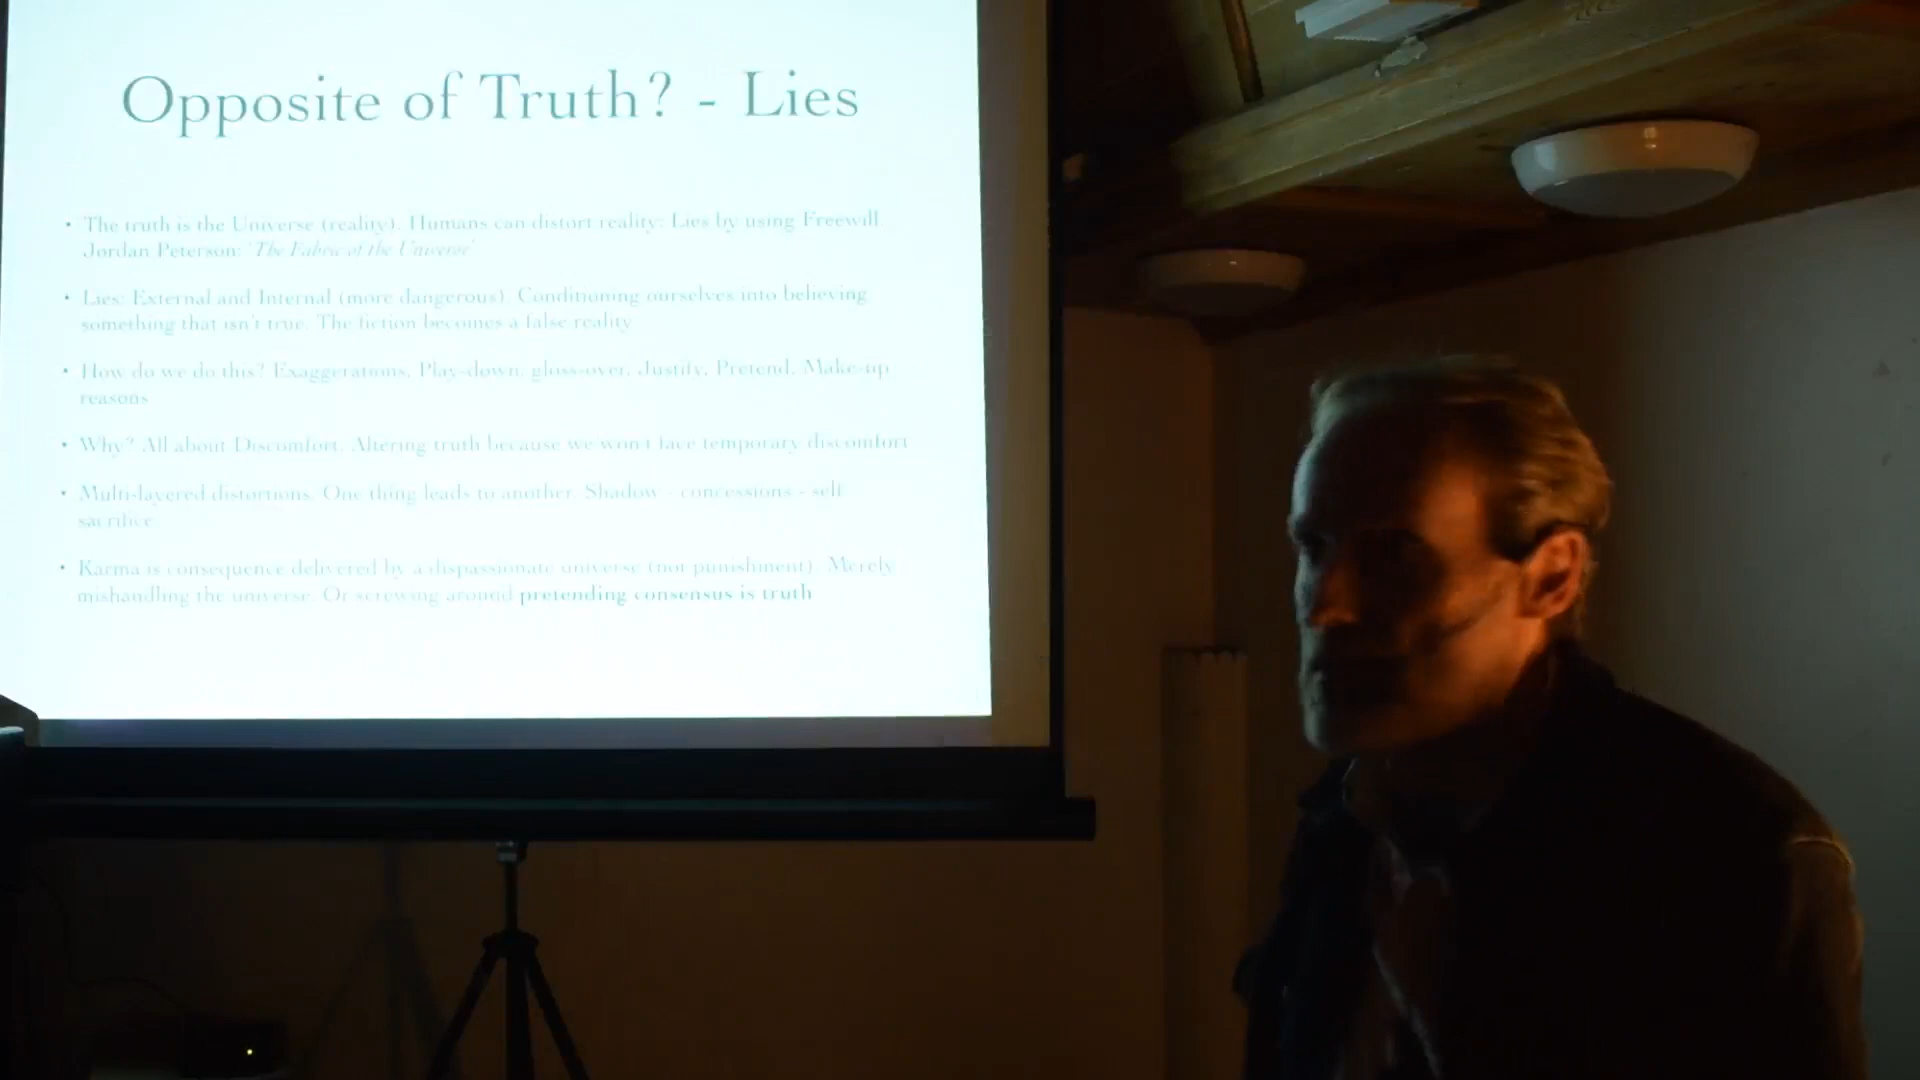 Opposite of Truth? - Lies
• The truth is the Universe (reality). Humans can distort reality: Lies by using Freewill
Jordan Peterson: 'The Fabric of the Universe'
• Lies: External and Internal (more dangerous). Conditioning ourselves into believing
something that isn't true. The fiction becomes a false reality
• How do we do this? Exaggerations, Play-down, gloss-over, Justify, Pretend, Make-up
reasons
• Why? All about Discomfort. Altering truth because we won't face temporary discomfort
• Multi-layered distortions. One thing leads to another. Shadow - concessions - self
sacrifice
• Karma is consequence delivered by a dispassionate universe (not punishment). Merely
mishandling the universe. Or screwing around pretending consensus is truth